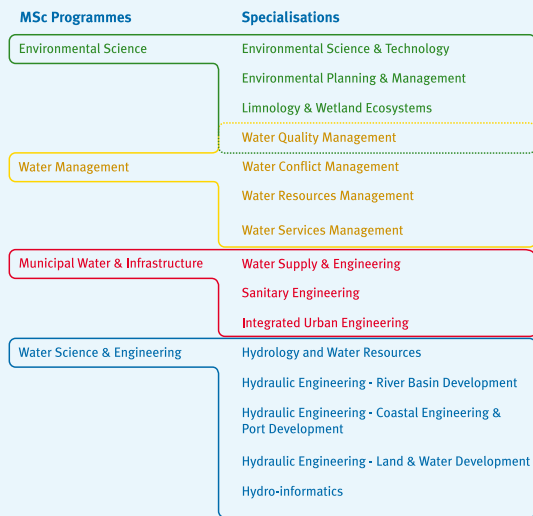 MSc Programmes
Specialisations
Environmental Science
Environmental Science & Technology
Environmental Planning & Management
Limnology & Wetland Ecosystems
Water Quality Management
Water Management
Water Conflict Management
Water Resources Management
Water Services Management
Municipal Water & Infrastructure
Water Supply & Engineering
Sanitary Engineering
Integrated Urban Engineering
Water Science & Engineering
Hydrology and Water Resources
Hydraulic Engineering - River Basin Development
Hydraulic Engineering - Coastal Engineering &
Port Development
Hydraulic Engineering - Land & Water Development
Hydro-informatics